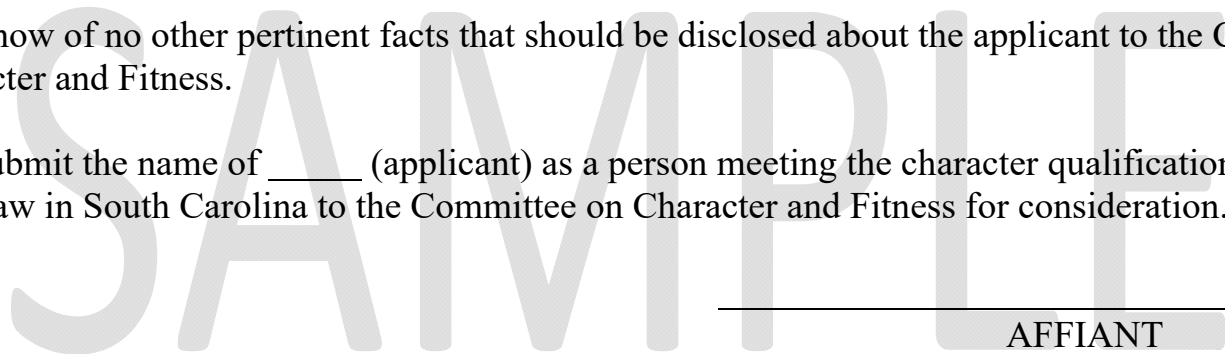 now of no other pertinent facts that should be disclosed about the applicant to the
cter and Fitness.
ubmit the name of _____ (applicant) as a person meeting the character qualification
aw in South Carolina to the Committee on Character and Fitness for consideration.
AFFIANT
SAMPLE